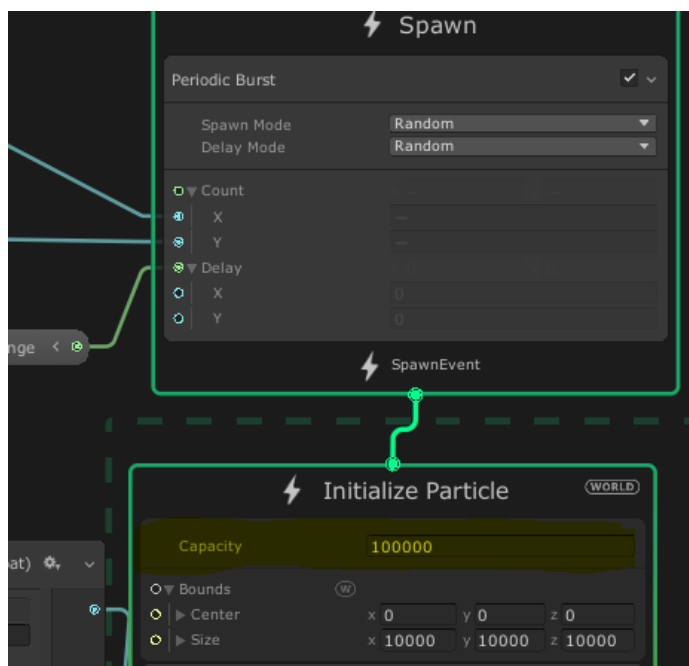 Spawn
Periodic Burst
Spawn Mode Random
Delay Mode Random
Count
X –
Y –
Delay
X 0
Y 0
nge
SpawnEvent
Initialize Particle WORLD
Capacity 100000
at)
Bounds W
Center x 0 y 0 z 0
Size x 10000 y 10000 z 10000